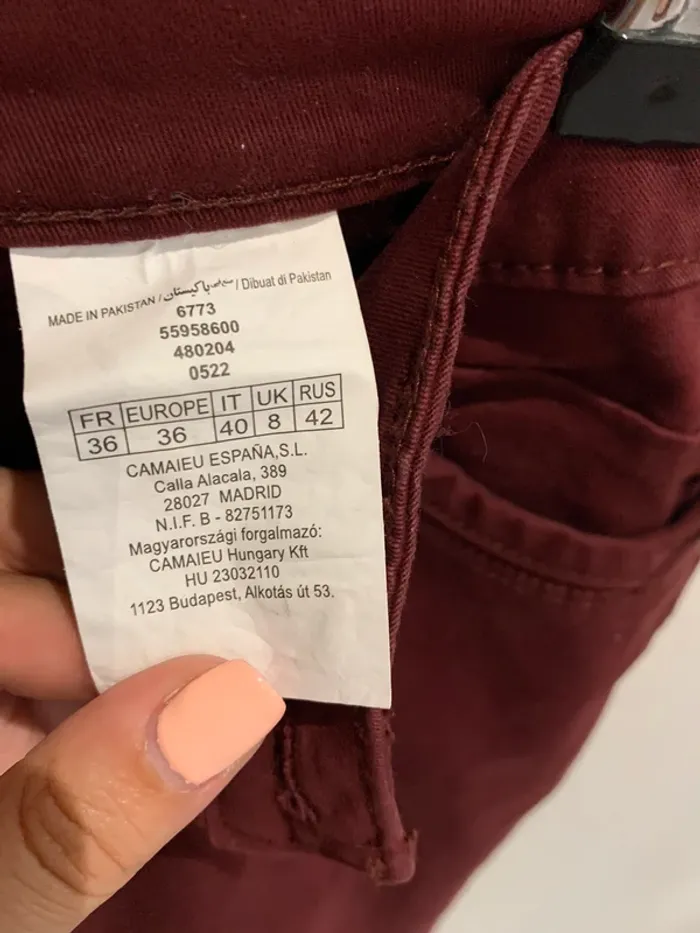 MADE IN PAKISTAN / پاکستان / Dibuat di Pakistan
6773
55958600
480204
0522
FR EUROPE IT UK RUS
36 36 40 8 42
CAMAIEU ESPAÑA,S.L.
Calla Alacala, 389
28027 MADRID
N.I.F. B - 82751173
Magyarországi forgalmazó:
CAMAIEU Hungary Kft
HU 23032110
1123 Budapest, Alkotás út 53.